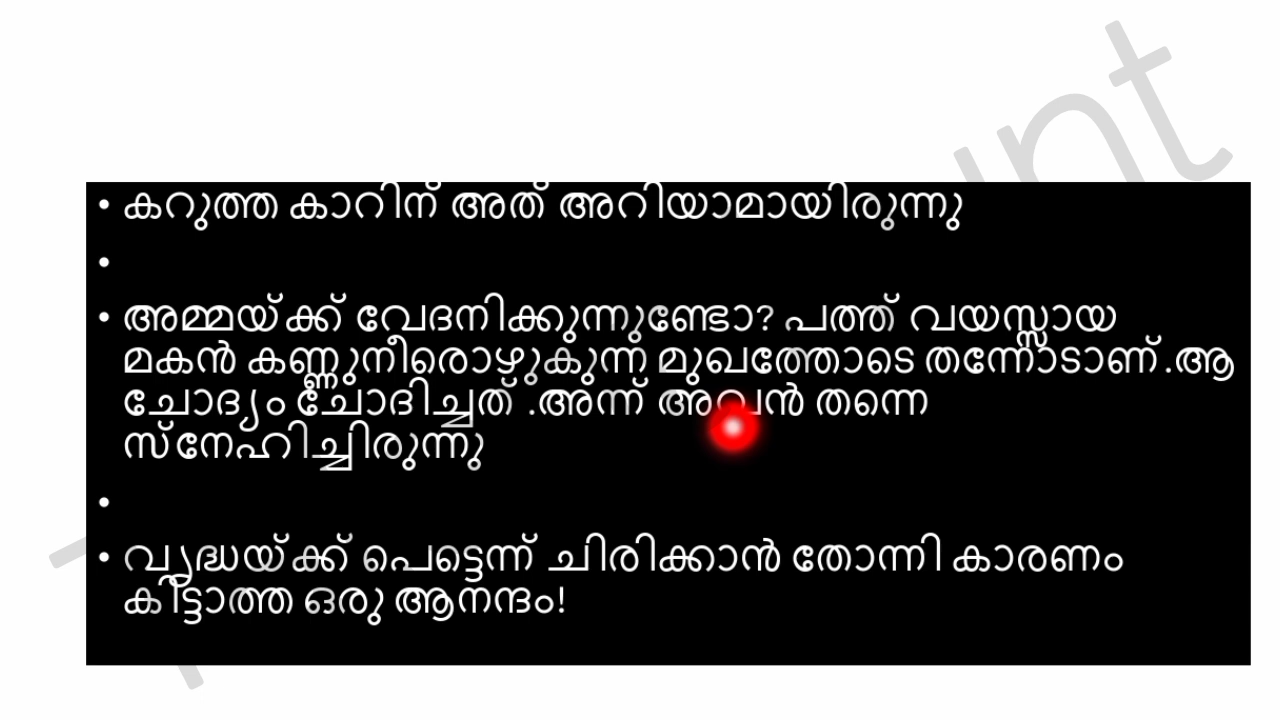 • കറുത്ത കാറിന് അത് അറിയാമായിരുന്നു
•
• അമ്മയ്ക്ക് വേദനിക്കുന്നുണ്ടോ? പത്ത് വയസ്സായ
മകൻ കണ്ണുനീരൊഴുകുന്ന മുഖത്തോടെ തന്നോടാണ്.ആ
ചോദ്യം ചോദിച്ചത് .അന്ന് അവൻ തന്നെ
സ്നേഹിച്ചിരുന്നു
•
• വൃദ്ധയ്ക്ക് പെട്ടെന്ന് ചിരിക്കാൻ തോന്നി കാരണം
കിട്ടാത്ത ഒരു ആനന്ദം!